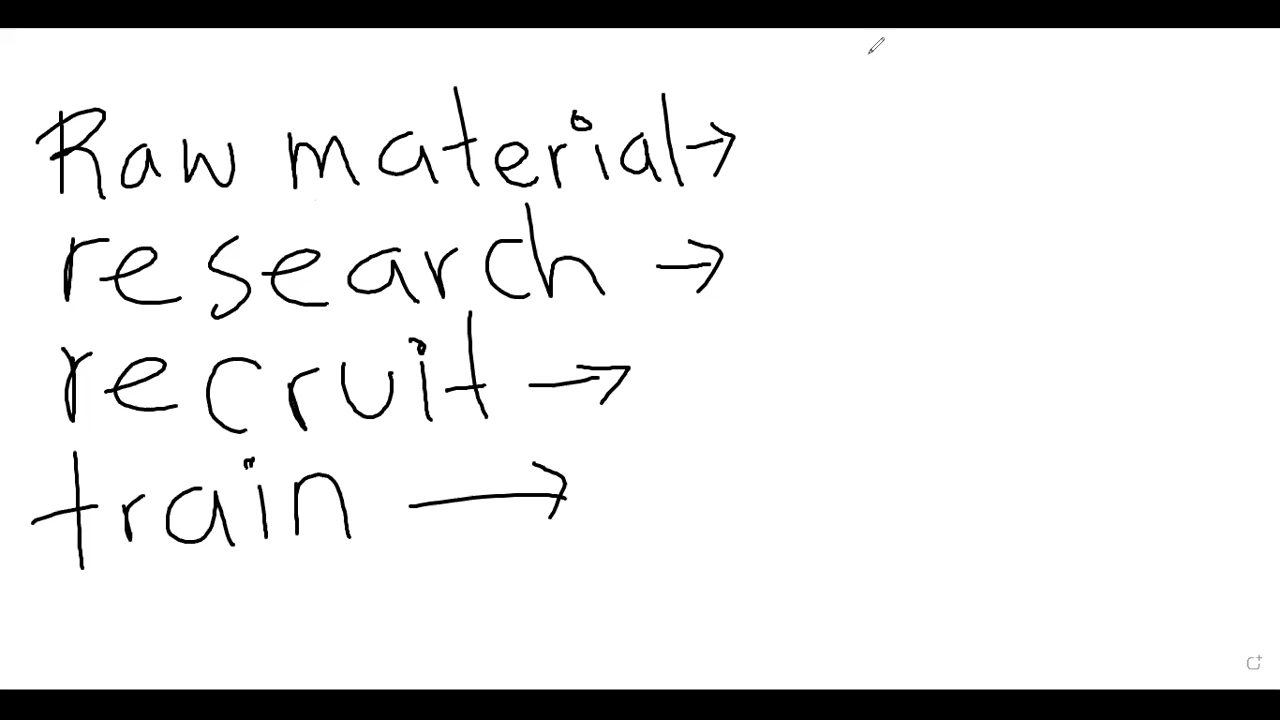 Raw material →
research →
recruit →
train →